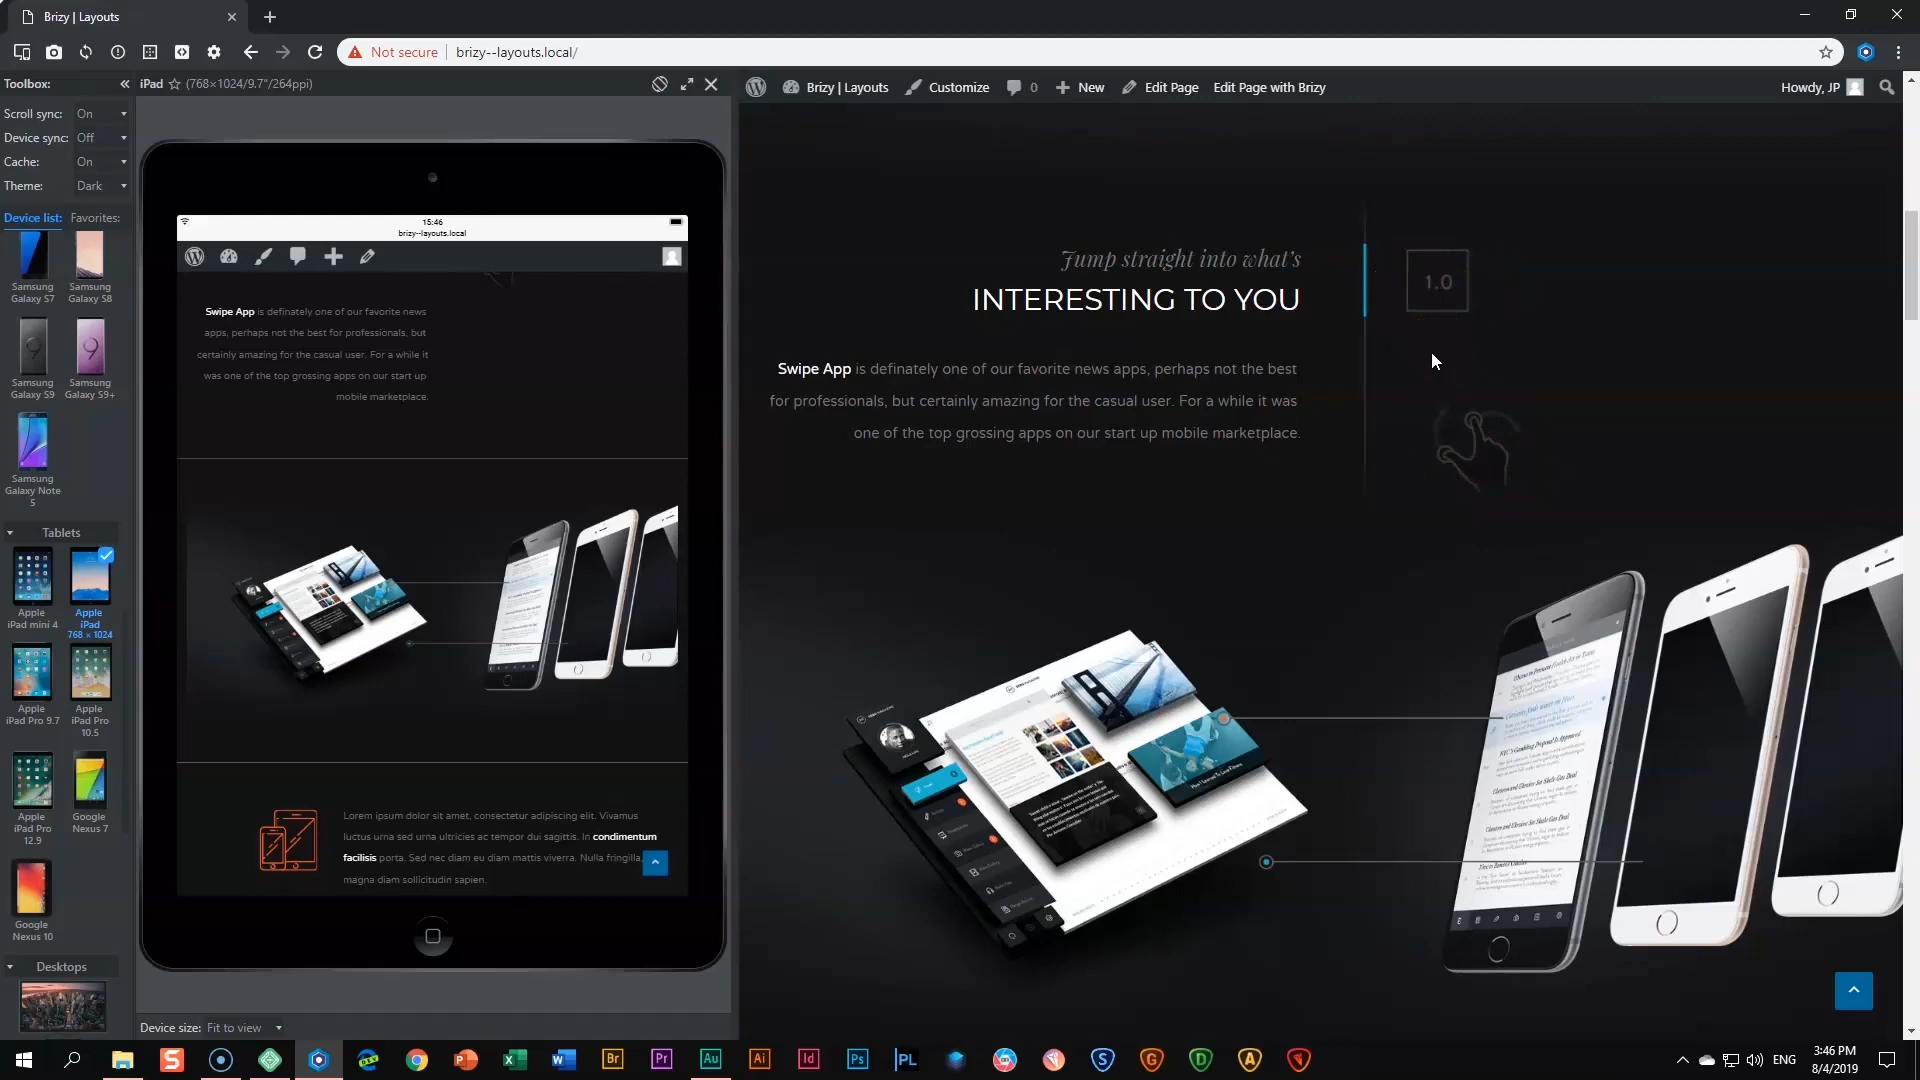 Brizy | Layouts
Not secure
brizy--layouts.local/
Toolbox:
iPad
(768×1024/9.7"/264ppi)
Scroll sync: On
Device sync: Off
Cache: On
Theme: Dark
Device list:
Favorites:
Samsung Galaxy S7
Samsung Galaxy S8
Samsung Galaxy S9
Samsung Galaxy S9+
Samsung Galaxy Note 5
Tablets
Apple iPad mini 4
Apple iPad 768 × 1024
Apple iPad Pro 9.7
Apple iPad Pro 10.5
Apple iPad Pro 12.9
Google Nexus 7
Google Nexus 10
Desktops
15:46
brizy--layouts.local
Swipe App is definately one of our favorite news
apps, perhaps not the best for professionals, but
certainly amazing for the casual user. For a while it
was one of the top grossing apps on our start up
mobile marketplace.
Lorem ipsum dolor sit amet, consectetur adipiscing elit. Vivamus
luctus urna sed urna ultricies ac tempor dui sagittis. In condimentum
facilisis porta. Sed nec diam eu diam mattis viverra. Nulla fringilla,
magna diam sollicitudin sapien.
Device size: Fit to view
Brizy | Layouts
Customize
0
New
Edit Page
Edit Page with Brizy
Howdy, JP
Jump straight into what's
INTERESTING TO YOU
1.0
Swipe App is definately one of our favorite news apps, perhaps not the best
for professionals, but certainly amazing for the casual user. For a while it was
one of the top grossing apps on our start up mobile marketplace.
Br
Pr
Au
Ai
Id
Ps
PL
S
G
D
A
ENG
3:46 PM
8/4/2019